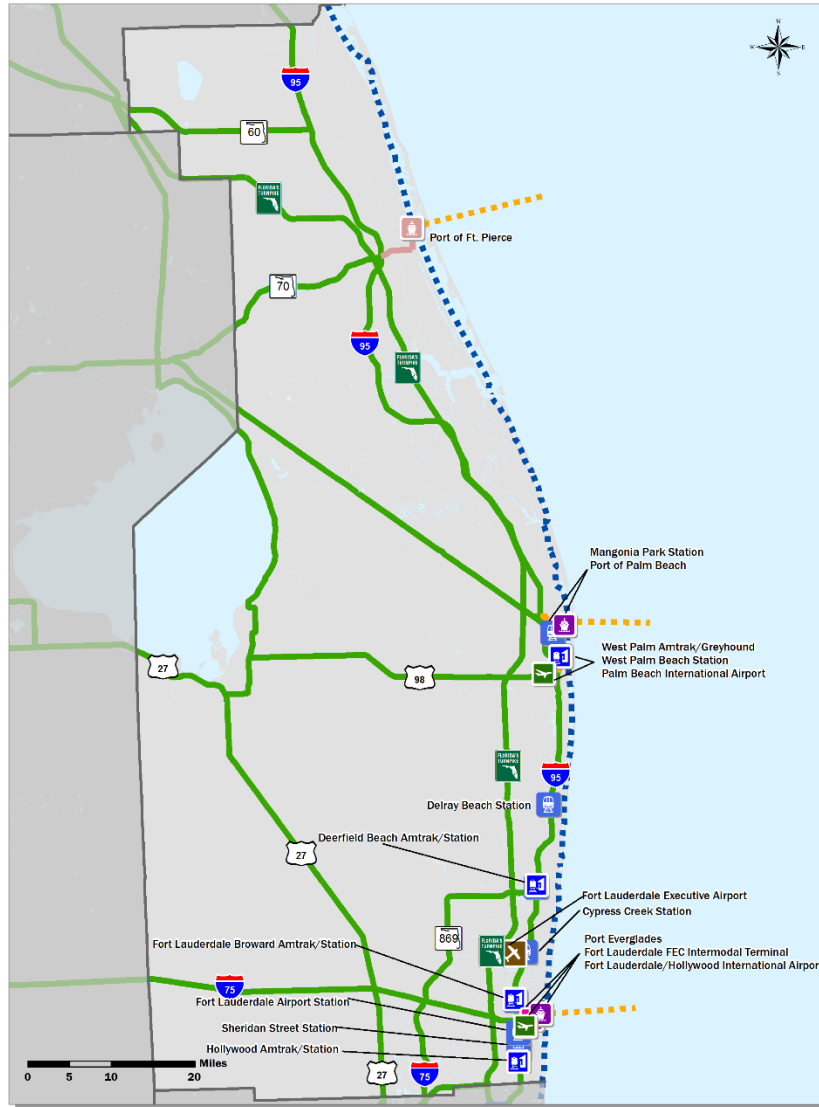 N
W
E
S
95
60
FLORIDA'S
TURNPIKE
Port of Ft. Pierce
70
95
FLORIDA'S
TURNPIKE
Mangonia Park Station
Port of Palm Beach
West Palm Amtrak/Greyhound
West Palm Beach Station
Palm Beach International Airport
27
98
FLORIDA'S
TURNPIKE
95
Delray Beach Station
Deerfield Beach Amtrak/Station
27
Fort Lauderdale Executive Airport
Cypress Creek Station
869
FLORIDA'S
TURNPIKE
Port Everglades
Fort Lauderdale FEC Intermodal Terminal
Fort Lauderdale/Hollywood International Airport
Fort Lauderdale Broward Amtrak/Station
75
Fort Lauderdale Airport Station
Sheridan Street Station
Hollywood Amtrak/Station
Miles
0 5 10 20
27
75